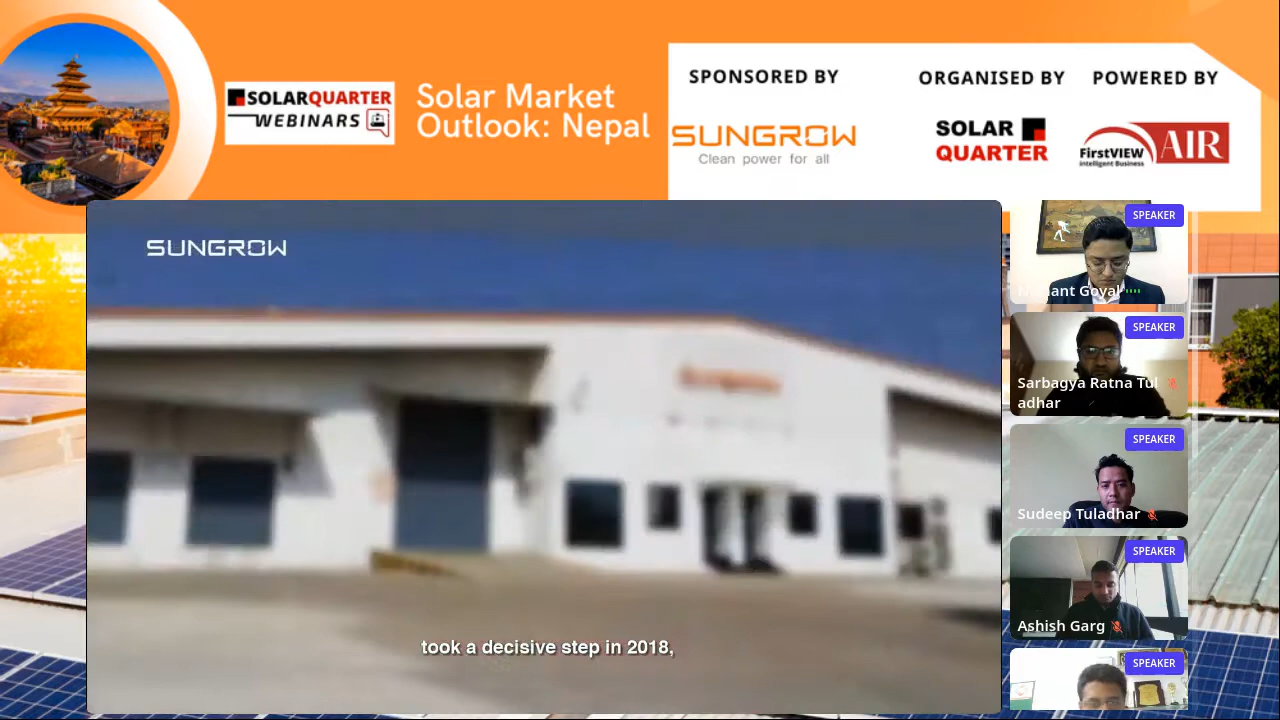 SOLARQUARTER
WEBINARS
Solar Market
Outlook: Nepal
SPONSORED BY
SUNGROW
Clean power for all
ORGANISED BY
SOLAR
QUARTER
POWERED BY
FirstVIEW
Intelligent Business
AIR
SUNGROW
took a decisive step in 2018,
SPEAKER
Goyal
SPEAKER
Sarbagya Ratna Tul
adhar
SPEAKER
Sudeep Tuladhar
SPEAKER
Ashish Garg
SPEAKER